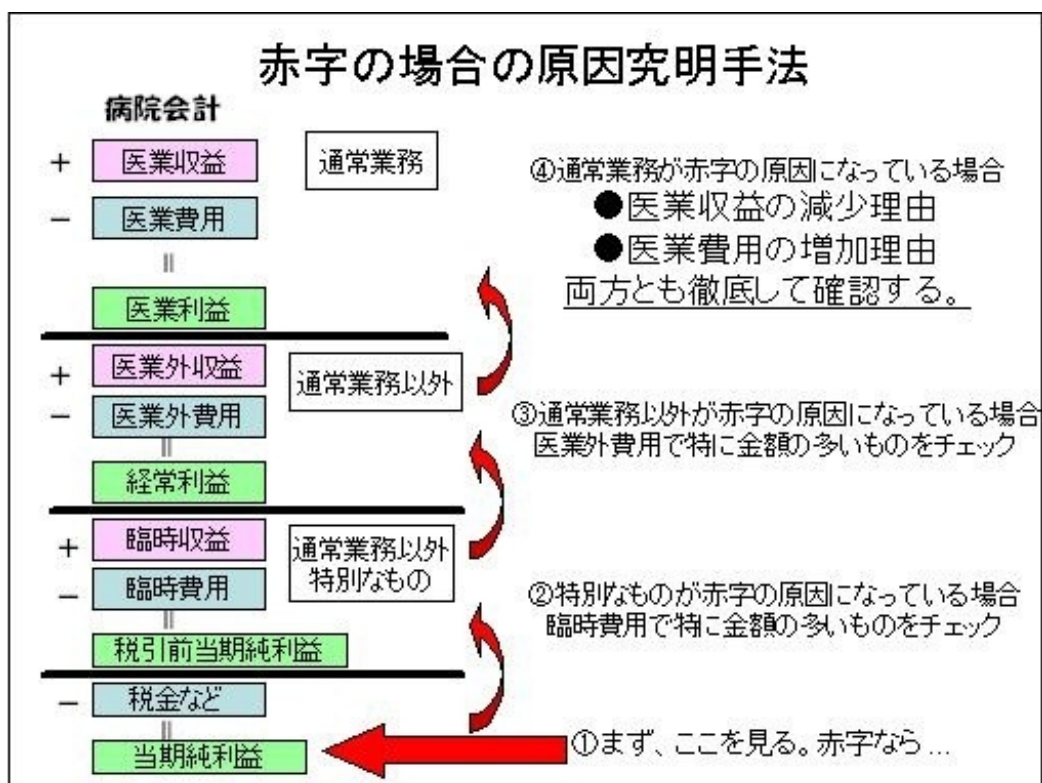 赤字の場合の原因究明手法
病院会計
+ 医業収益 通常業務
− 医業費用
||
医業利益
+ 医業外収益 通常業務以外
− 医業外費用
||
経常利益
+ 臨時収益 通常業務以外
特別なもの
− 臨時費用
||
税引前当期純利益
− 税金など
||
当期純利益
④通常業務が赤字の原因になっている場合
●医業収益の減少理由
●医業費用の増加理由
両方とも徹底して確認する。
③通常業務以外が赤字の原因になっている場合
医業外費用で特に金額の多いものをチェック
②特別なものが赤字の原因になっている場合
臨時費用で特に金額の多いものをチェック
①まず、ここを見る。赤字なら…